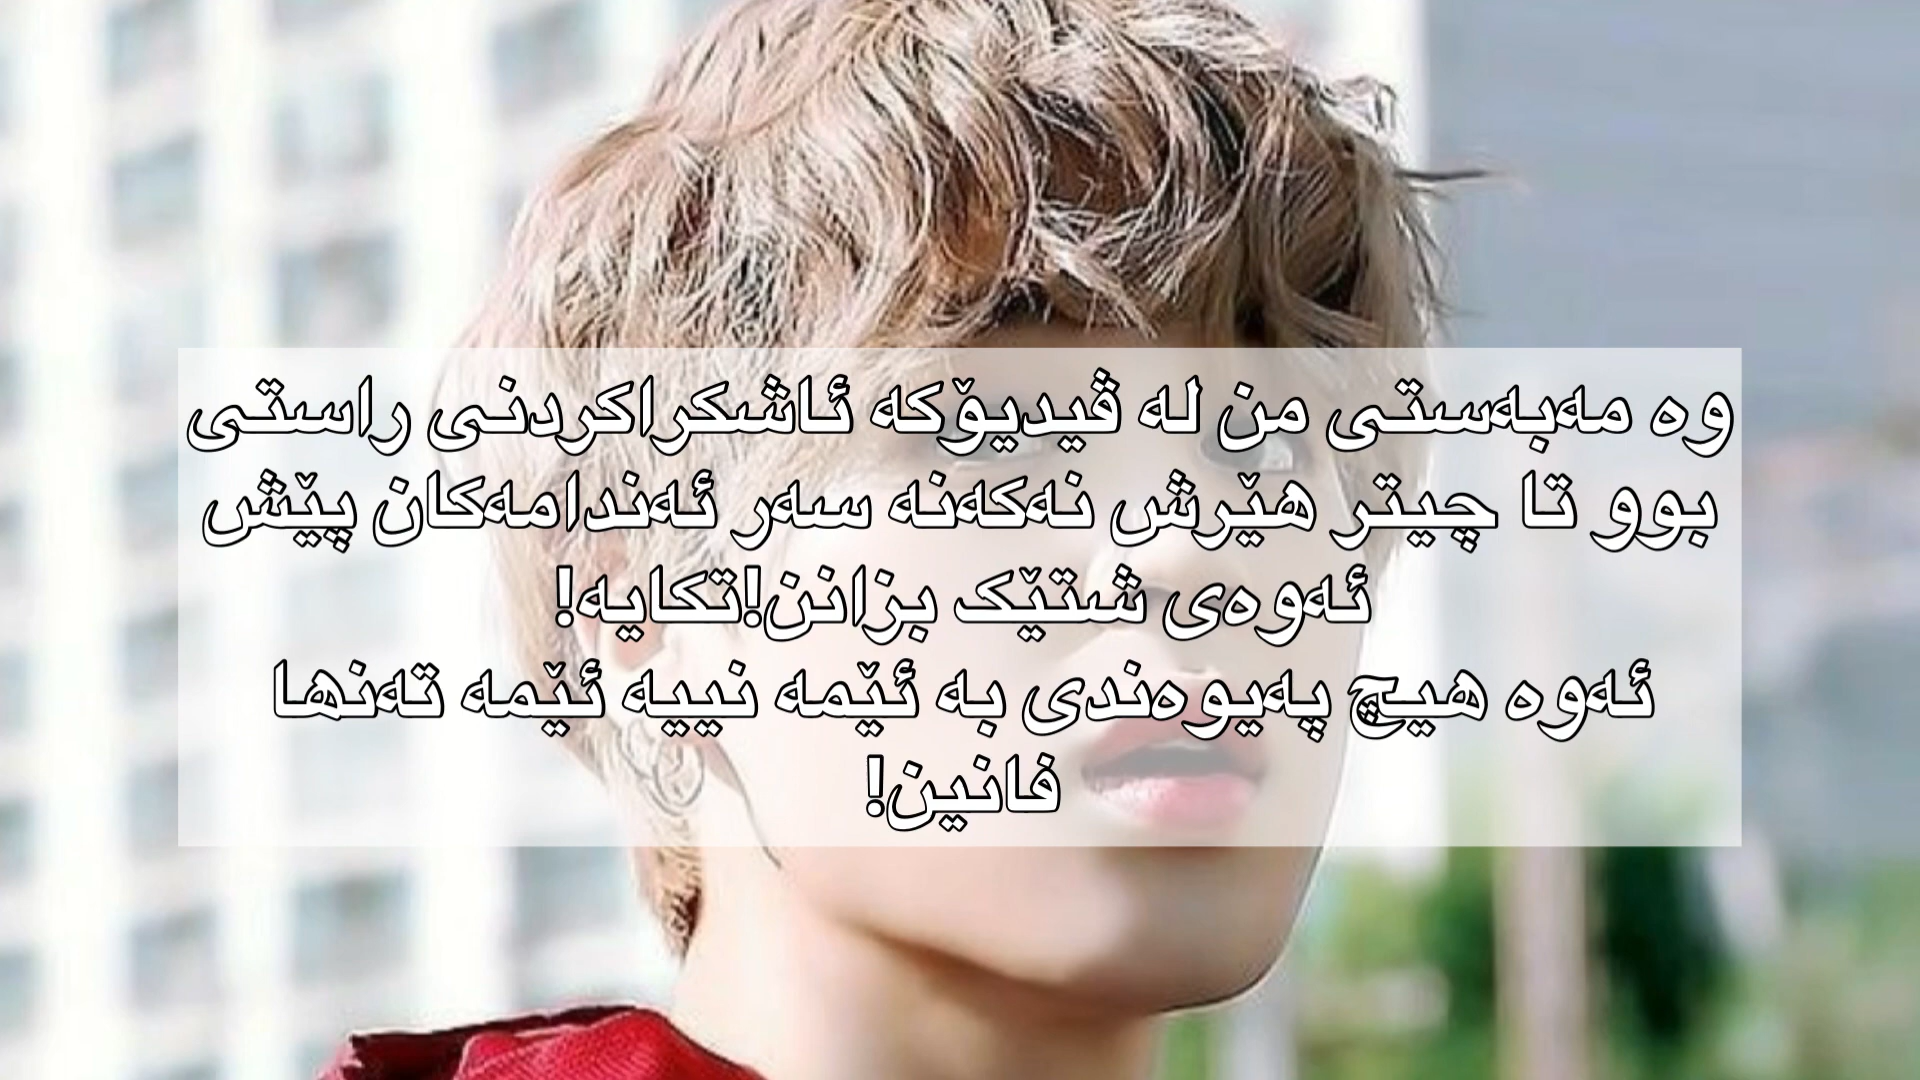 وە مەبەستی من لە ڤیدیۆکە ئاشکراکردنی راستی
بوو تا چیتر هێرش نەکەنە سەر ئەندامەکان پێش
ئەوەی شتێک بزانن!تکایە!
ئەوە هیچ پەیوەندی بە ئێمە نییە ئێمە تەنها
فانین!